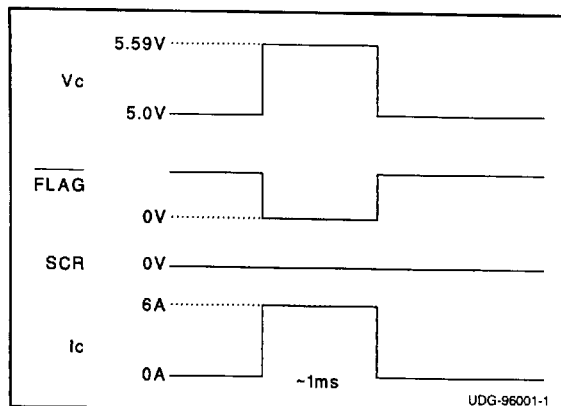 5.59V
Vc
5.0V
FLAG
0V
SCR 0V
6A
Ic
0A
~1ms
UDG-96001-1